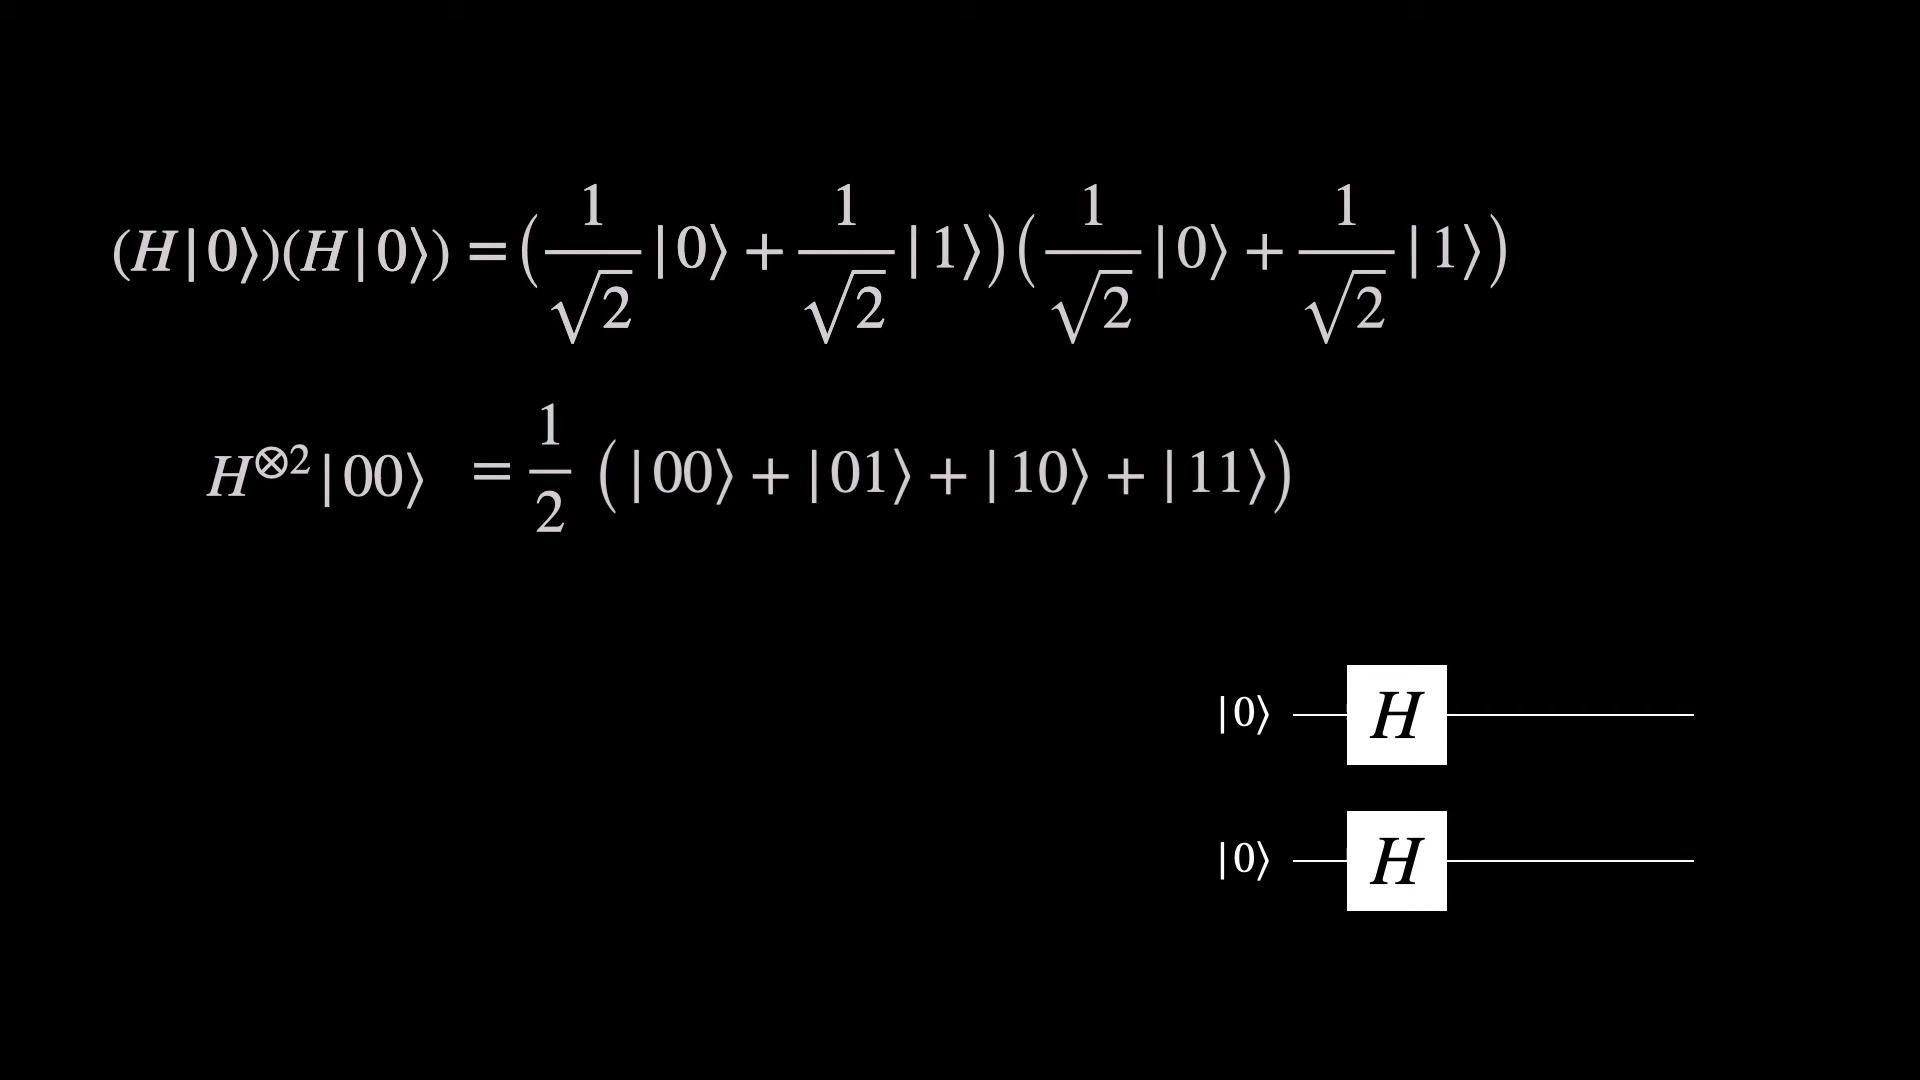 (H|0⟩)(H|0⟩) = (1/√2 |0⟩ + 1/√2 |1⟩)(1/√2 |0⟩ + 1/√2 |1⟩)
H⊗2|00⟩ = 1/2 (|00⟩ + |01⟩ + |10⟩ + |11⟩)
|0⟩ H
|0⟩ H